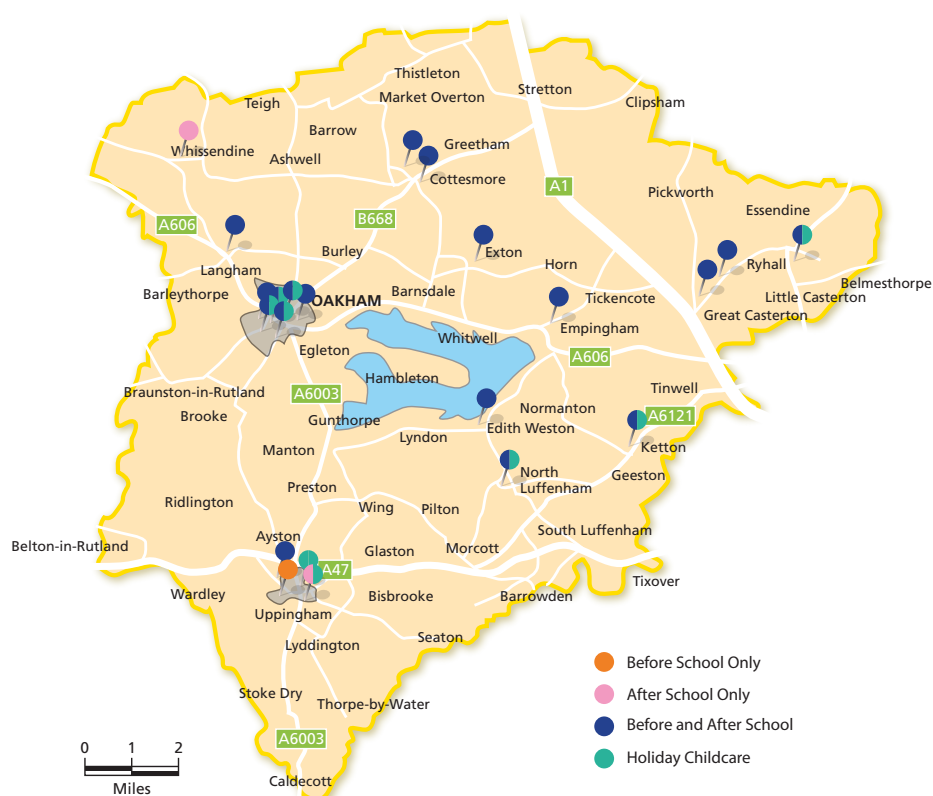 Thistleton
Stretton
Market Overton
Clipsham
Teigh
Barrow
Greetham
Whissendine
Ashwell
Cottesmore
A1
Pickworth
Essendine
A606
B668
Burley
Exton
Horn
Ryhall
Langham
Belmesthorpe
Barleythorpe
OAKHAM
Barnsdale
Tickencote
Little Casterton
Great Casterton
Empingham
Whitwell
Egleton
A606
Hambleton
Braunston-in-Rutland
A6003
Tinwell
Brooke
Gunthorpe
Normanton
A6121
Edith Weston
Lyndon
Ketton
Manton
North
Luffenham
Geeston
Preston
Ridlington
Wing
Pilton
South Luffenham
Ayston
Belton-in-Rutland
Glaston
Morcott
A47
Tixover
Wardley
Bisbrooke
Barrowden
Uppingham
Seaton
Lyddington
Stoke Dry
Thorpe-by-Water
A6003
Caldecott
Before School Only
After School Only
Before and After School
Holiday Childcare
0 1 2
Miles